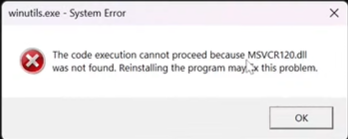 winutils.exe - System Error
The code execution cannot proceed because MSVCR120.dll
was not found. Reinstalling the program may this problem.
OK